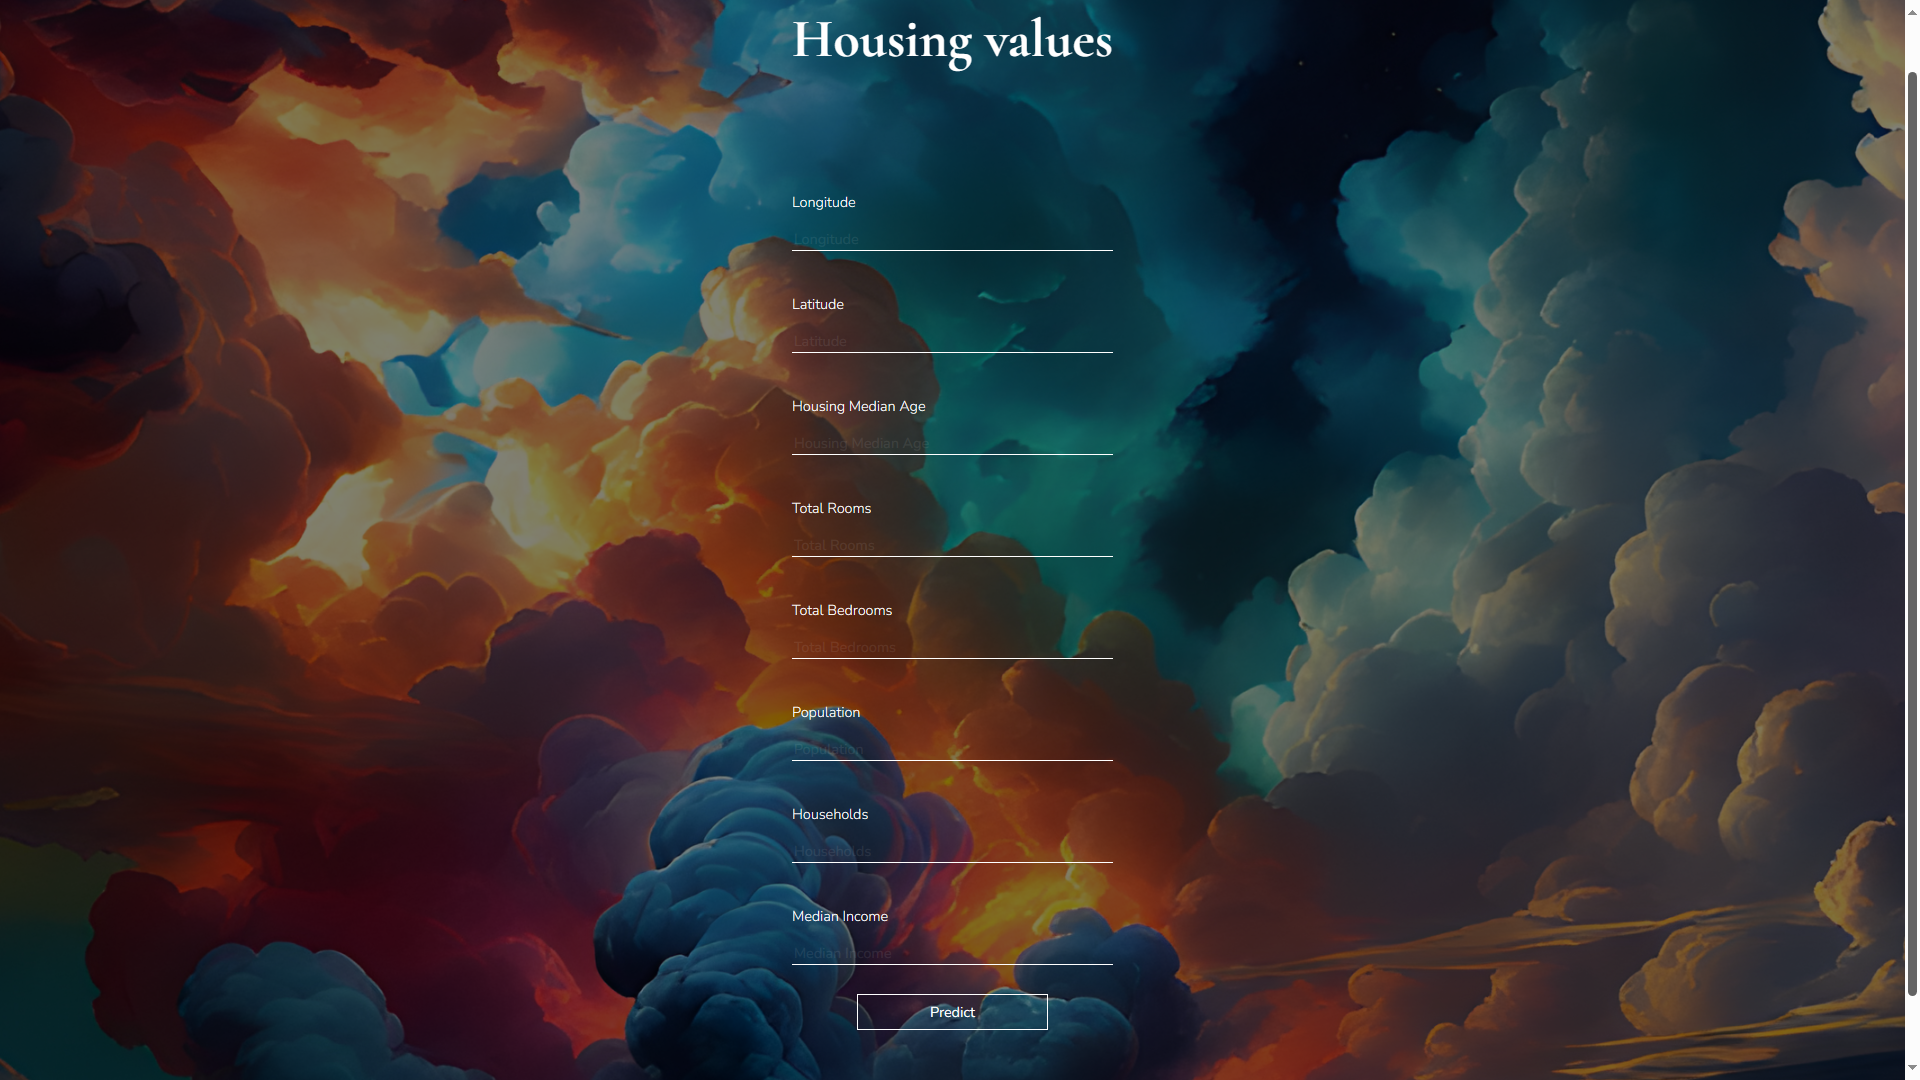 Housing values
Longitude
Longitude
Latitude
Latitude
Housing Median Age
Housing Median Age
Total Rooms
Total Rooms
Total Bedrooms
Total Bedrooms
Population
Population
Households
Households
Median Income
Median Income
Predict